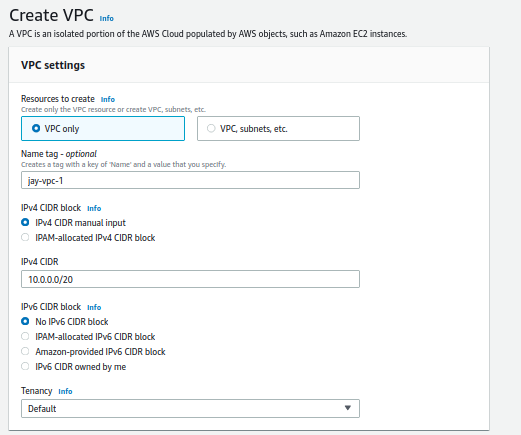 Create VPC Info
A VPC is an isolated portion of the AWS Cloud populated by AWS objects, such as Amazon EC2 instances.
VPC settings
Resources to create Info
Create only the VPC resource or create VPC, subnets, etc.
VPC only
VPC, subnets, etc.
Name tag - optional
Creates a tag with a key of 'Name' and a value that you specify.
jay-vpc-1
IPv4 CIDR block Info
IPv4 CIDR manual input
IPAM-allocated IPv4 CIDR block
IPv4 CIDR
10.0.0.0/20
IPv6 CIDR block Info
No IPv6 CIDR block
IPAM-allocated IPv6 CIDR block
Amazon-provided IPv6 CIDR block
IPv6 CIDR owned by me
Tenancy Info
Default